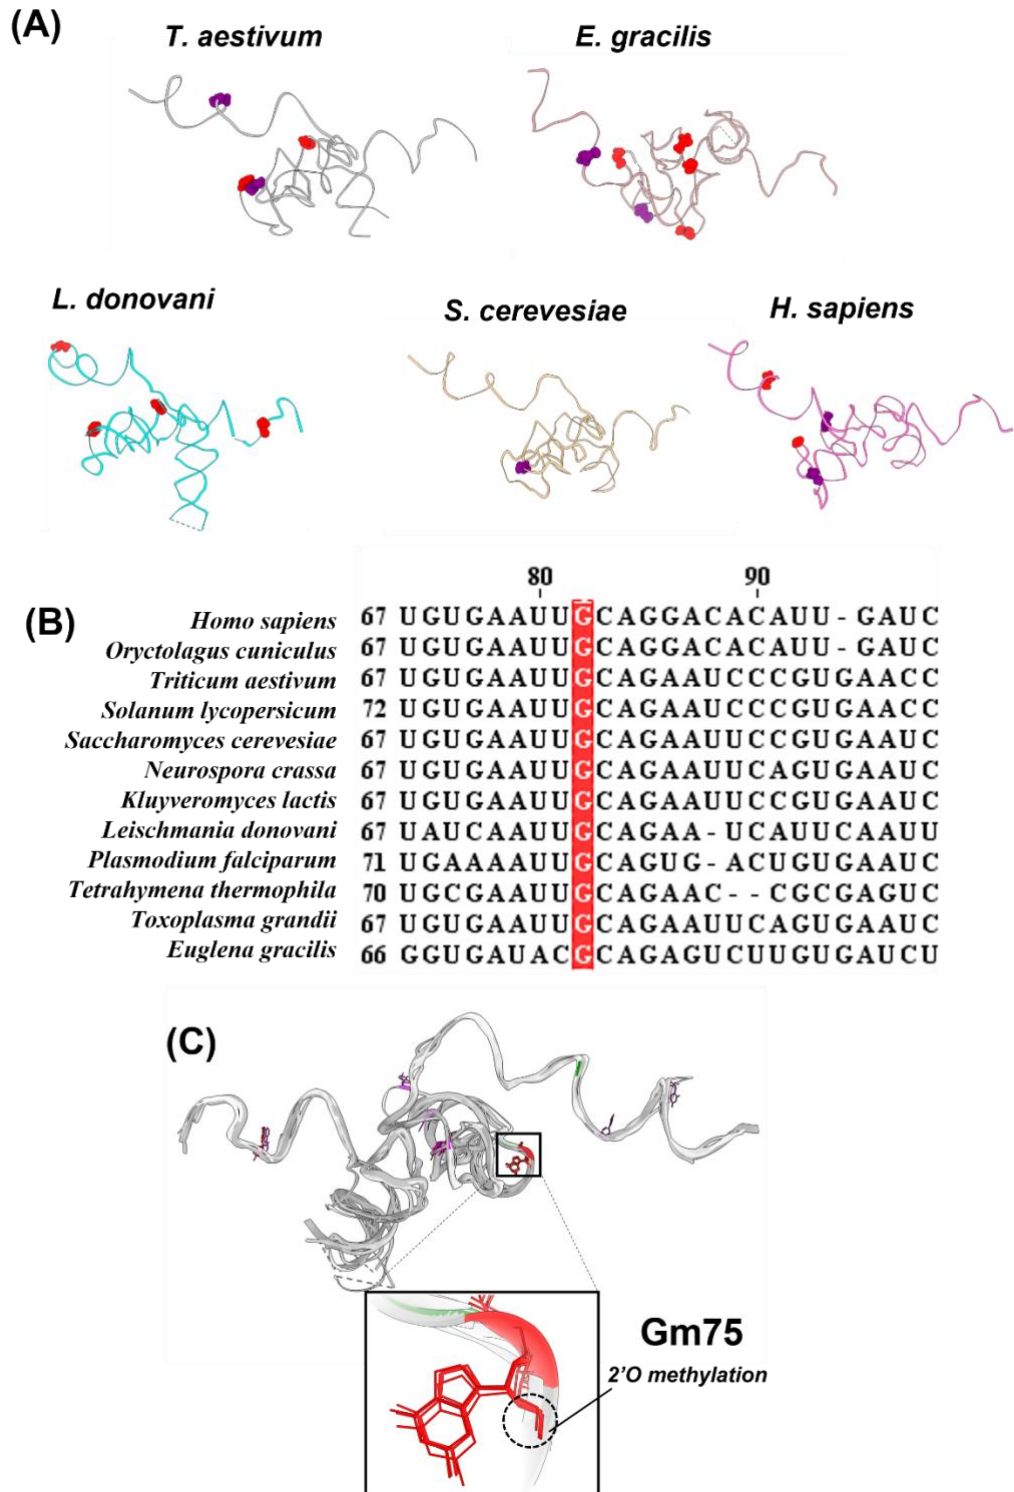 (A)
T. aestivum
E. gracilis
L. donovani
S. cerevesiae
H. sapiens
(B)
80 90
Homo sapiens 67 UGUGAAUUGCAGGACACAUU-GAUC
Oryctolagus cuniculus 67 UGUGAAUUGCAGGACACAUU-GAUC
Triticum aestivum 67 UGUGAAUUGCAGAAUCCCGUGAACC
Solanum lycopersicum 72 UGUGAAUUGCAGAAUCCCGUGAACC
Saccharomyces cerevesiae 67 UGUGAAUUGCAGAAUUCCGUGAAUC
Neurospora crassa 67 UGUGAAUUGCAGAAUUCAGUGAAUC
Kluyveromyces lactis 67 UGUGAAUUGCAGAAUUCCGUGAAUC
Leischmania donovani 67 UAUCAAUUGCAGAA-UCAUUCAAUU
Plasmodium falciparum 71 UGAAAAUUGCAGUG-ACUGUGAAUC
Tetrahymena thermophila 70 UGCGAAUUGCAGAAC--CGCGAGUC
Toxoplasma grandii 67 UGUGAAUUGCAGAAUUCAGUGAAUC
Euglena gracilis 66 GGUGAUACGCAGAGUCUUGUGAUCU
(C)
Gm75
2'O methylation